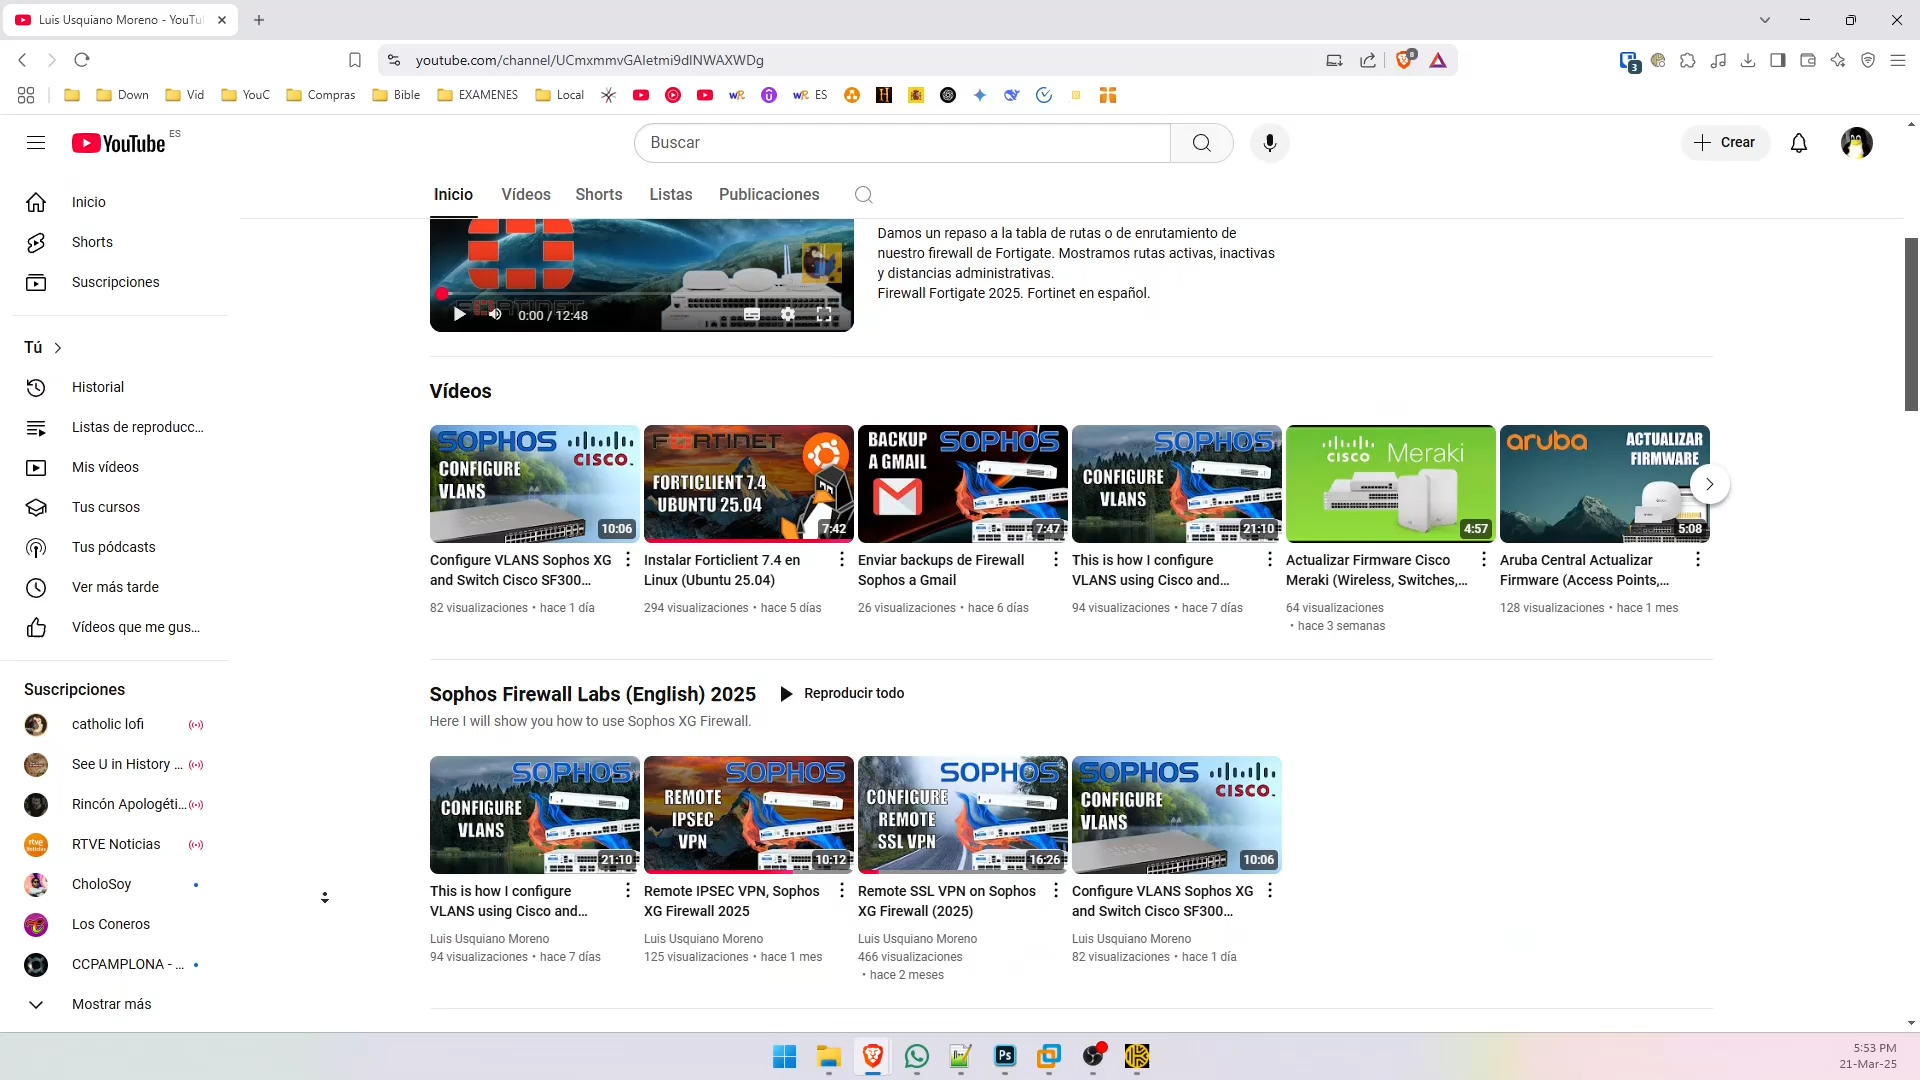 Luis Usquiano Moreno - YouTu
youtube.com/channel/UCmxmmvGAIetmi9dINWAXWDg
8
3
Down
Vid
YouC
Compras
Bible
EXAMENES
Local
ES
YouTube ES
Buscar
Crear
Inicio
Vídeos
Shorts
Listas
Publicaciones
Inicio
Shorts
Suscripciones
Tú
Historial
Listas de reproducc...
Mis vídeos
Tus cursos
Tus pódcasts
Ver más tarde
Vídeos que me gus...
Suscripciones
catholic lofi
See U in History ...
Rincón Apologéti...
RTVE Noticias
CholoSoy
Los Coneros
CCPAMPLONA - ...
Mostrar más
FORTINET
0:00 / 12:48
Damos un repaso a la tabla de rutas o de enrutamiento de
nuestro firewall de Fortigate. Mostramos rutas activas, inactivas
y distancias administrativas.
Firewall Fortigate 2025. Fortinet en español.
Vídeos
SOPHOS
CISCO.
CONFIGURE
VLANS
10:06
Configure VLANS Sophos XG
and Switch Cisco SF300...
82 visualizaciones • hace 1 día
FORTINET
FORTICLIENT 7.4
UBUNTU 25.04
7:42
Instalar Forticlient 7.4 en
Linux (Ubuntu 25.04)
294 visualizaciones • hace 5 días
BACKUP
A GMAIL
SOPHOS
7:47
Enviar backups de Firewall
Sophos a Gmail
26 visualizaciones • hace 6 días
SOPHOS
CONFIGURE
VLANS
21:10
This is how I configure
VLANS using Cisco and...
94 visualizaciones • hace 7 días
cisco Meraki
4:57
Actualizar Firmware Cisco
Meraki (Wireless, Switches,...
64 visualizaciones
• hace 3 semanas
aruba
ACTUALIZAR
FIRMWARE
5:08
Aruba Central Actualizar
Firmware (Access Points,...
128 visualizaciones • hace 1 mes
Sophos Firewall Labs (English) 2025
Reproducir todo
Here I will show you how to use Sophos XG Firewall.
SOPHOS
CONFIGURE
VLANS
21:10
This is how I configure
VLANS using Cisco and...
Luis Usquiano Moreno
94 visualizaciones • hace 7 días
SOPHOS
REMOTE
IPSEC
VPN
10:12
Remote IPSEC VPN, Sophos
XG Firewall 2025
Luis Usquiano Moreno
125 visualizaciones • hace 1 mes
SOPHOS
CONFIGURE
REMOTE
SSL VPN
16:26
Remote SSL VPN on Sophos
XG Firewall (2025)
Luis Usquiano Moreno
466 visualizaciones
• hace 2 meses
SOPHOS
CISCO.
CONFIGURE
VLANS
10:06
Configure VLANS Sophos XG
and Switch Cisco SF300...
Luis Usquiano Moreno
82 visualizaciones • hace 1 día
Ps
5:53 PM
21-Mar-25